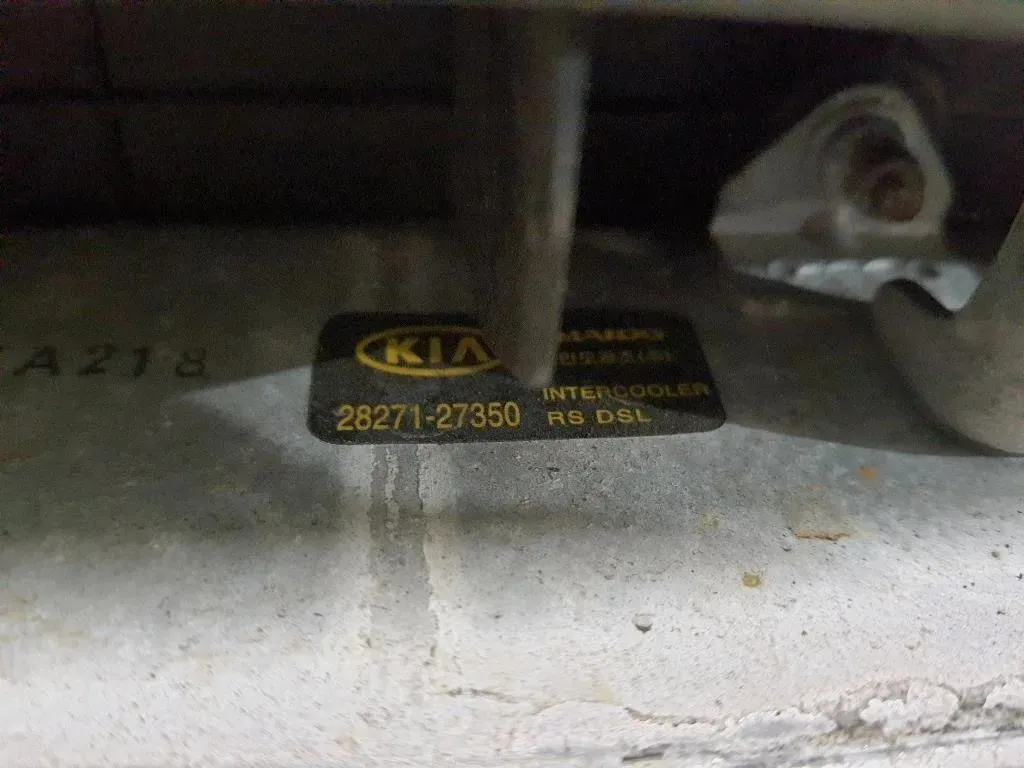 KIA
INTERCOOLER
28271-27350 RS DSL
A218